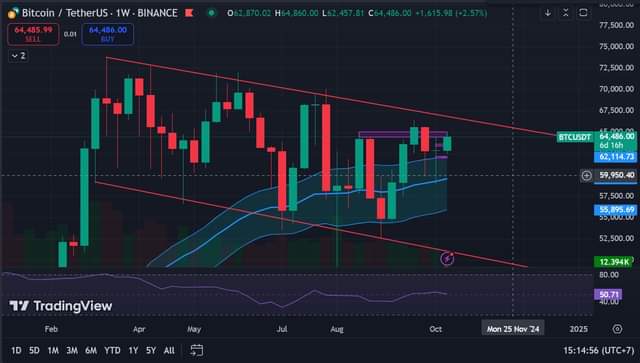 Bitcoin / TetherUS · 1W · BINANCE O62,870.02 H64,860.00 L62,457.81 C64,486.00 +1,615.98 (+2.57%)
64,485.99
SELL
0.01
64,486.00
BUY
2
80,000.00
75,000.00
72,500.00
70,000.00
67,500.00
65,000.00
BTCUSDT 64,486.00
6d 16h
62,114.73
59,950.40
57,500.00
55,895.69
55,000.00
52,500.00
12.394K
80.00
50.71
40.00
TradingView
Feb Apr May Jul Aug Oct Mon 25 Nov '24 2025
1D 5D 1M 3M 6M YTD 1Y 5Y All
15:14:56 (UTC+7)